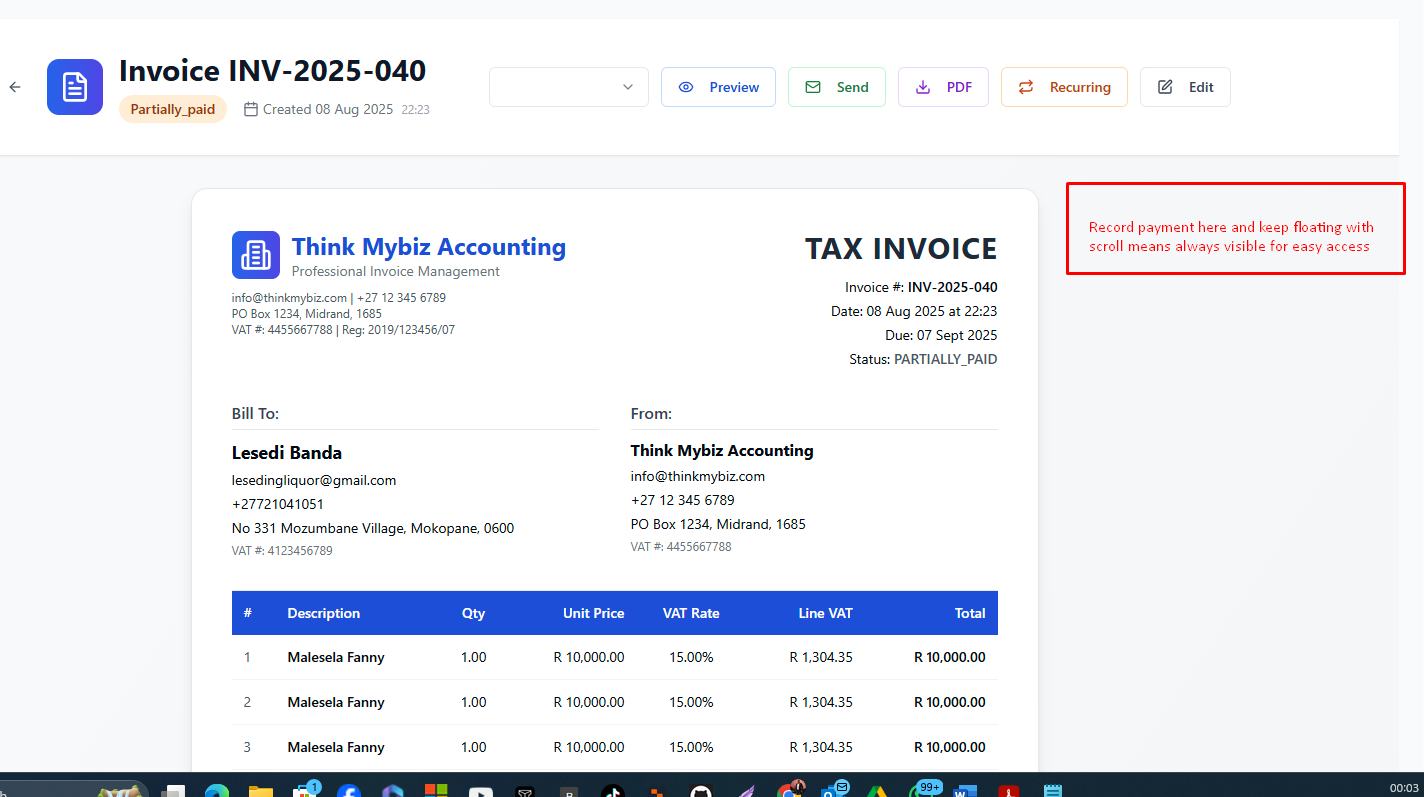 Invoice INV-2025-040
Partially_paid Created 08 Aug 2025 22:23
Preview Send PDF Recurring Edit
Record payment here and keep floating with
scroll means always visible for easy access
Think Mybiz Accounting
Professional Invoice Management
info@thinkmybiz.com | +27 12 345 6789
PO Box 1234, Midrand, 1685
VAT #: 4455667788 | Reg: 2019/123456/07
TAX INVOICE
Invoice #: INV-2025-040
Date: 08 Aug 2025 at 22:23
Due: 07 Sept 2025
Status: PARTIALLY_PAID
Bill To:
Lesedi Banda
lesedingliquor@gmail.com
+27721041051
No 331 Mozumbane Village, Mokopane, 0600
VAT #: 4123456789
From:
Think Mybiz Accounting
info@thinkmybiz.com
+27 12 345 6789
PO Box 1234, Midrand, 1685
VAT #: 4455667788
# Description Qty Unit Price VAT Rate Line VAT Total
1 Malesela Fanny 1.00 R 10,000.00 15.00% R 1,304.35 R 10,000.00
2 Malesela Fanny 1.00 R 10,000.00 15.00% R 1,304.35 R 10,000.00
3 Malesela Fanny 1.00 R 10,000.00 15.00% R 1,304.35 R 10,000.00
1 99+ 00:03